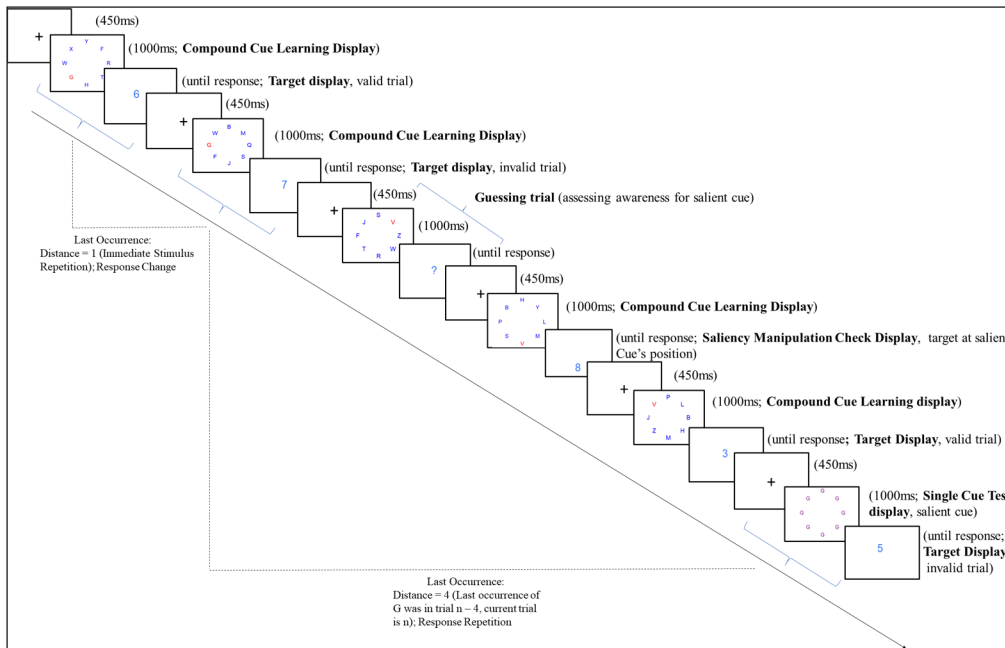 +
(450ms)
Y
X F
W R
G T
H
(1000ms; Compound Cue Learning Display)
6
(until response; Target display, valid trial)
+
(450ms)
B
W M
G Q
F S
J
(1000ms; Compound Cue Learning Display)
7
(until response; Target display, invalid trial)
+
(450ms)
Guessing trial (assessing awareness for salient cue)
S
J V
F Z
T W
R
(1000ms)
?
(until response)
+
(450ms)
H
B Y
P L
S M
V
(1000ms; Compound Cue Learning Display)
8
(until response; Saliency Manipulation Check Display, target at salien
Cue's position)
+
(450ms)
P
V L
J B
Z H
M
(1000ms; Compound Cue Learning display)
3
(until response; Target Display, valid trial)
+
(450ms)
G
G G
G G
G G
G
(1000ms; Single Cue Tes
display, salient cue)
5
(until response;
Target Display
invalid trial)
Last Occurrence:
Distance = 1 (Immediate Stimulus
Repetition); Response Change
Last Occurrence:
Distance = 4 (Last occurrence of
G was in trial n – 4, current trial
is n); Response Repetition